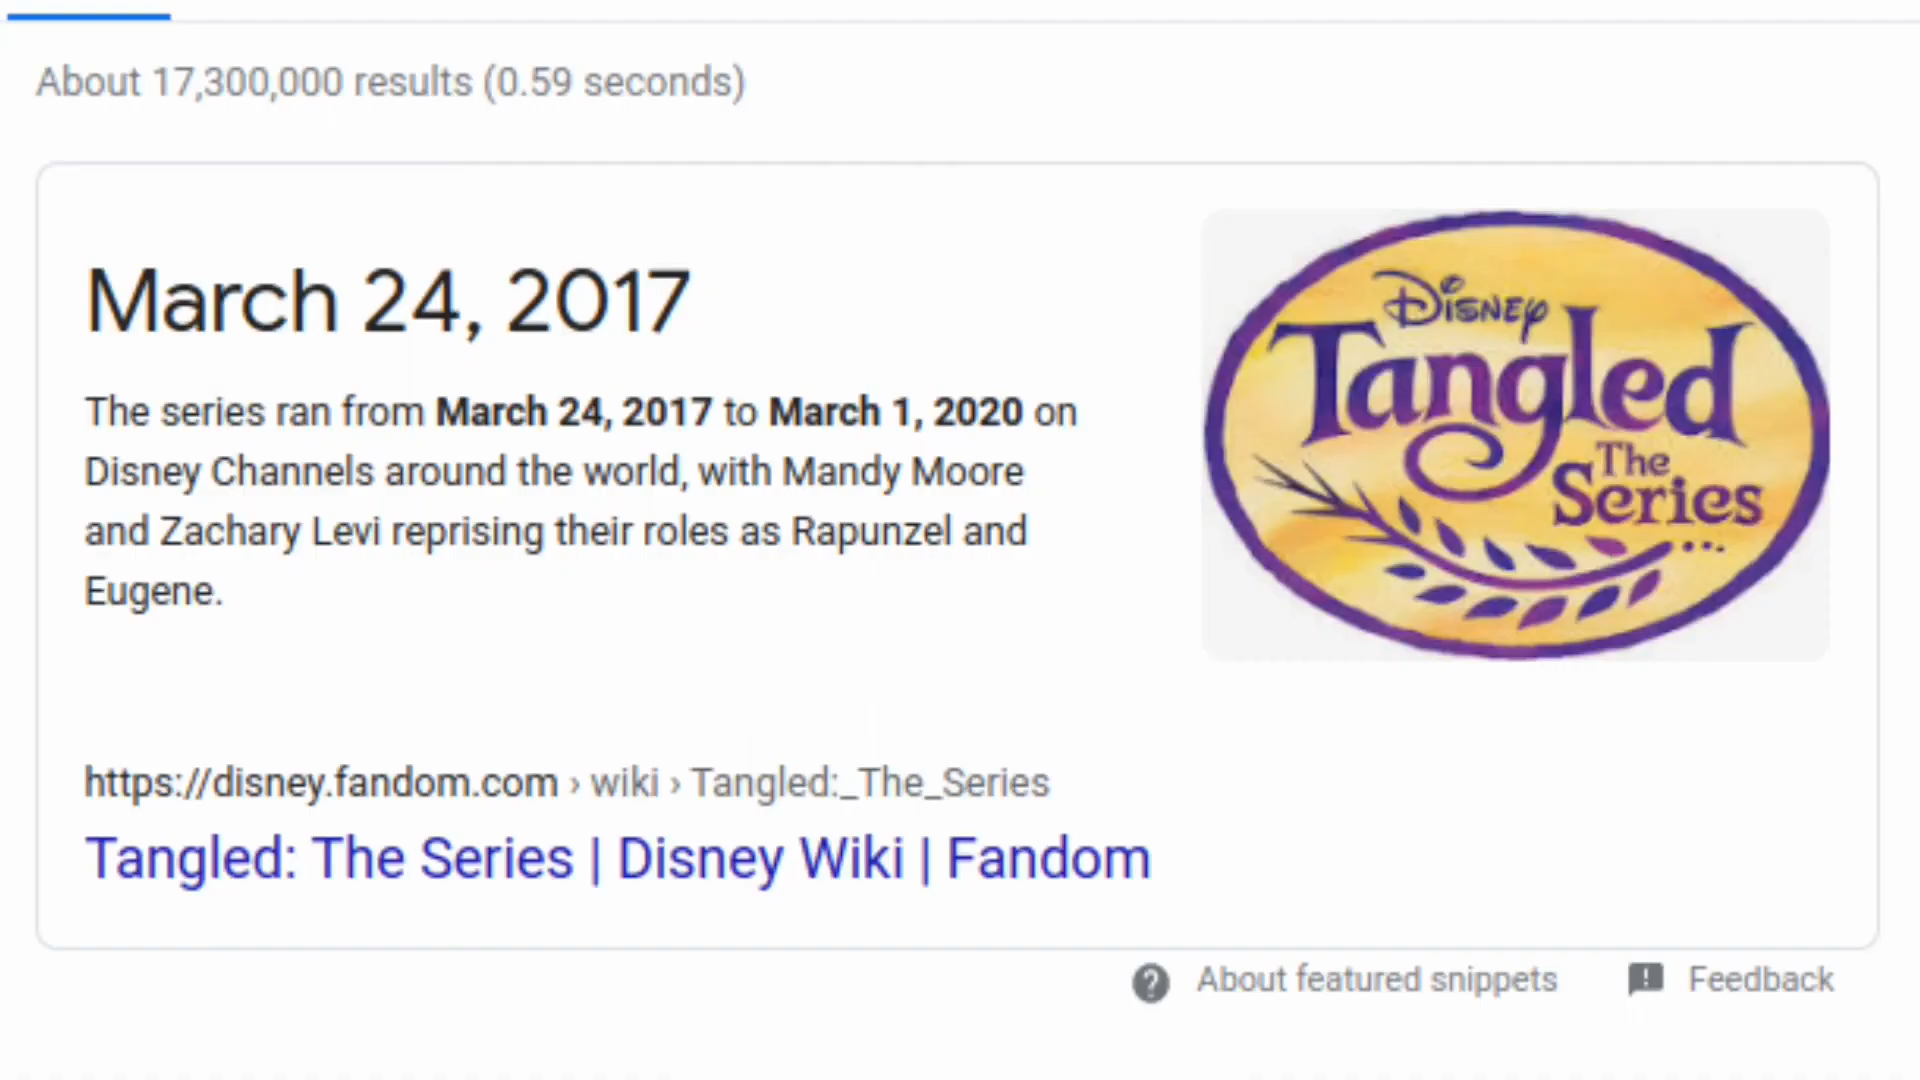 About 17,300,000 results (0.59 seconds)
March 24, 2017
The series ran from March 24, 2017 to March 1, 2020 on
Disney Channels around the world, with Mandy Moore
and Zachary Levi reprising their roles as Rapunzel and
Eugene.
Disney
Tangled
The
Series
https://disney.fandom.com › wiki › Tangled:_The_Series
Tangled: The Series | Disney Wiki | Fandom
About featured snippets
Feedback